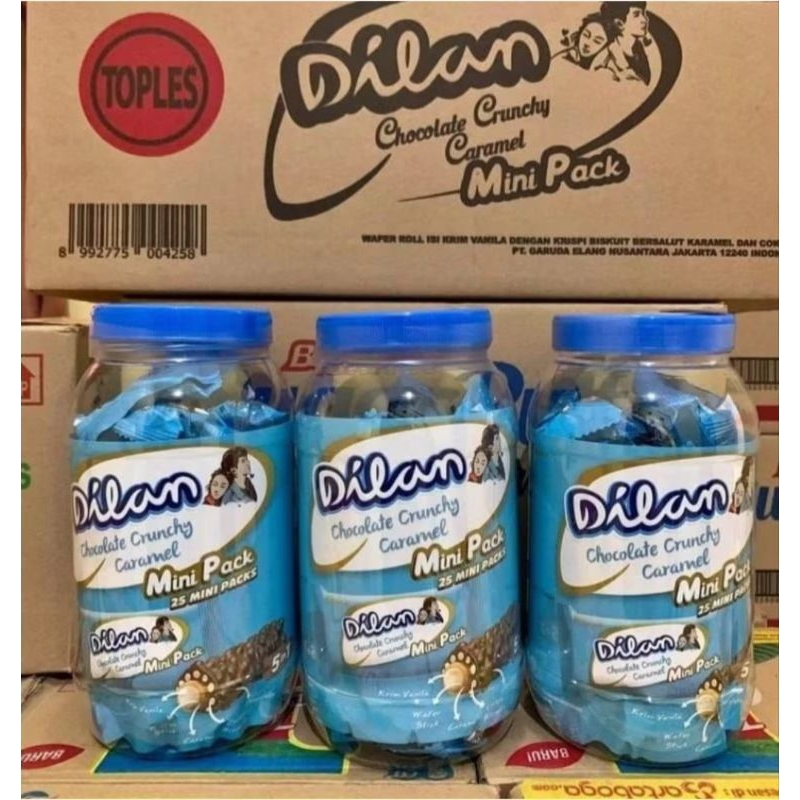 TOPLES
Dilan
Chocolate Crunchy
Caramel
Mini Pack
8 992775 004258
WAFER ROLL ISI KRIM VANILA DENGAN KRISPI BISKUIT BERSALUT KARAMEL DAN COK
PT. GARUDA ELANG NUSANTARA JAKARTA 12240 INDON
Dilan
Chocolate Crunchy
Caramel
Mini Pack
25 MINI PACKS
Dilan
Chocolate Crunchy
Caramel
Mini Pack
Krim Vanila
Dilan
Chocolate Crunchy
Caramel
Mini Pack
25 MINI PACKS
Dilan
Chocolate Crunchy
Caramel
Mini Pack
Krim Vanila
Wafer
Stick
Dilan
Chocolate Crunchy
Caramel
Mini Pack
25 MINI PACKS
Dilan
Chocolate Crunchy
Caramel
Mini Pack
Krim Vanila
Wafer
Stick
BARU!
BARU!